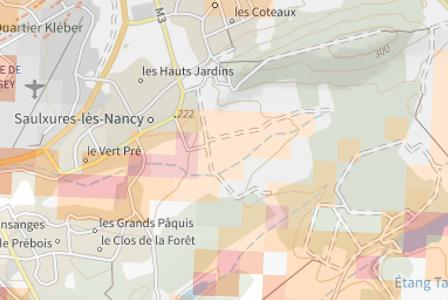 les Coteaux
M3
Quartier Kléber
300
les Hauts Jardins
E DE
SEY
222
Saulxures-lès-Nancy
le Vert Pré
nsanges
les Grands Pâquis
le Prébois
le Clos de la Forêt
Étang Ta